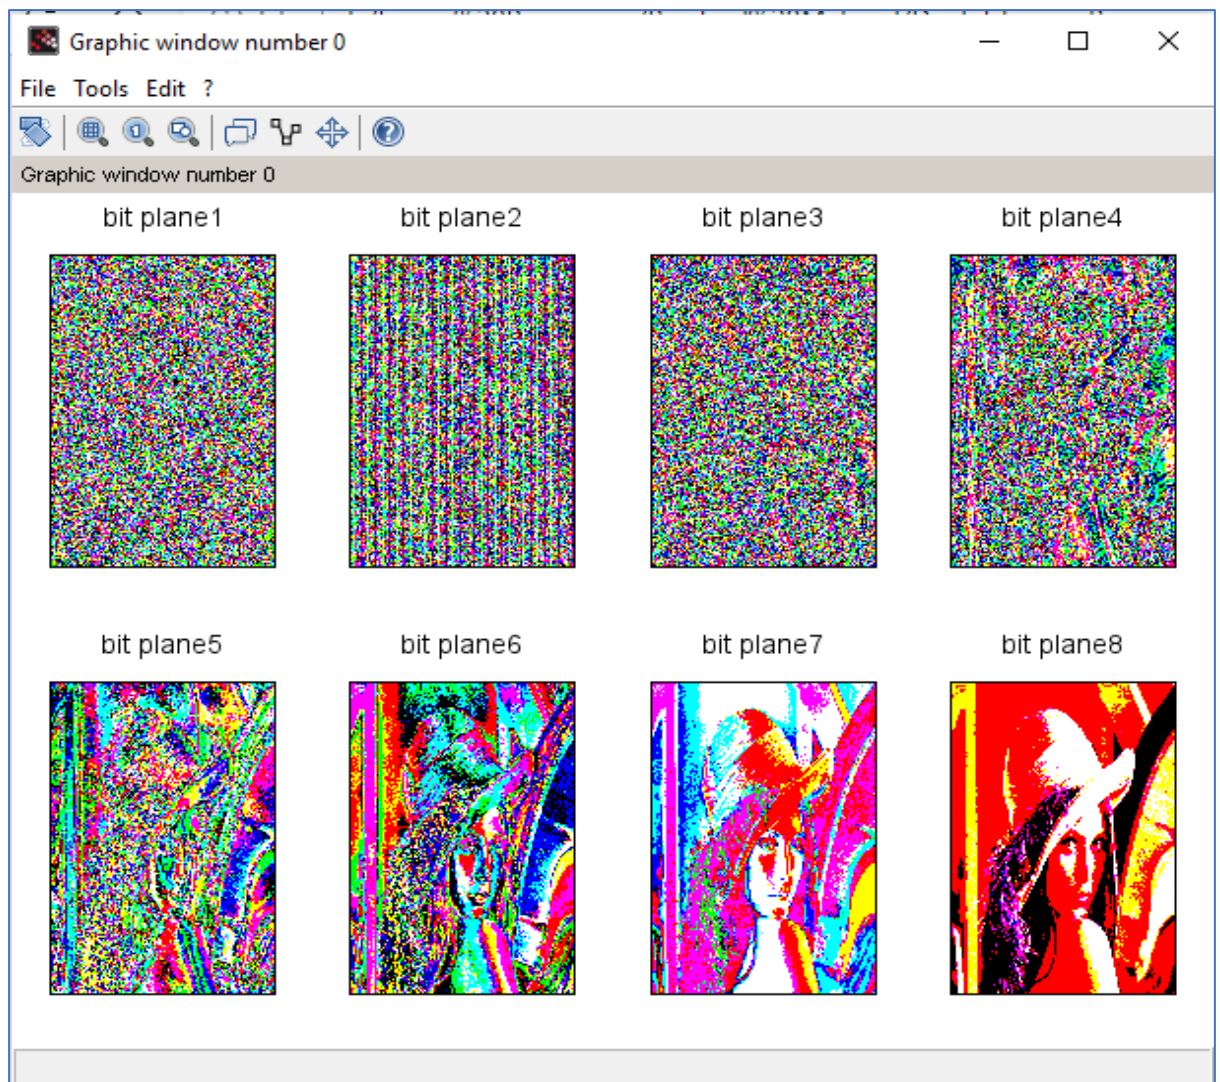 Graphic window number 0
File Tools Edit ?
Graphic window number 0
bit plane1 bit plane2 bit plane3 bit plane4
bit plane5 bit plane6 bit plane7 bit plane8